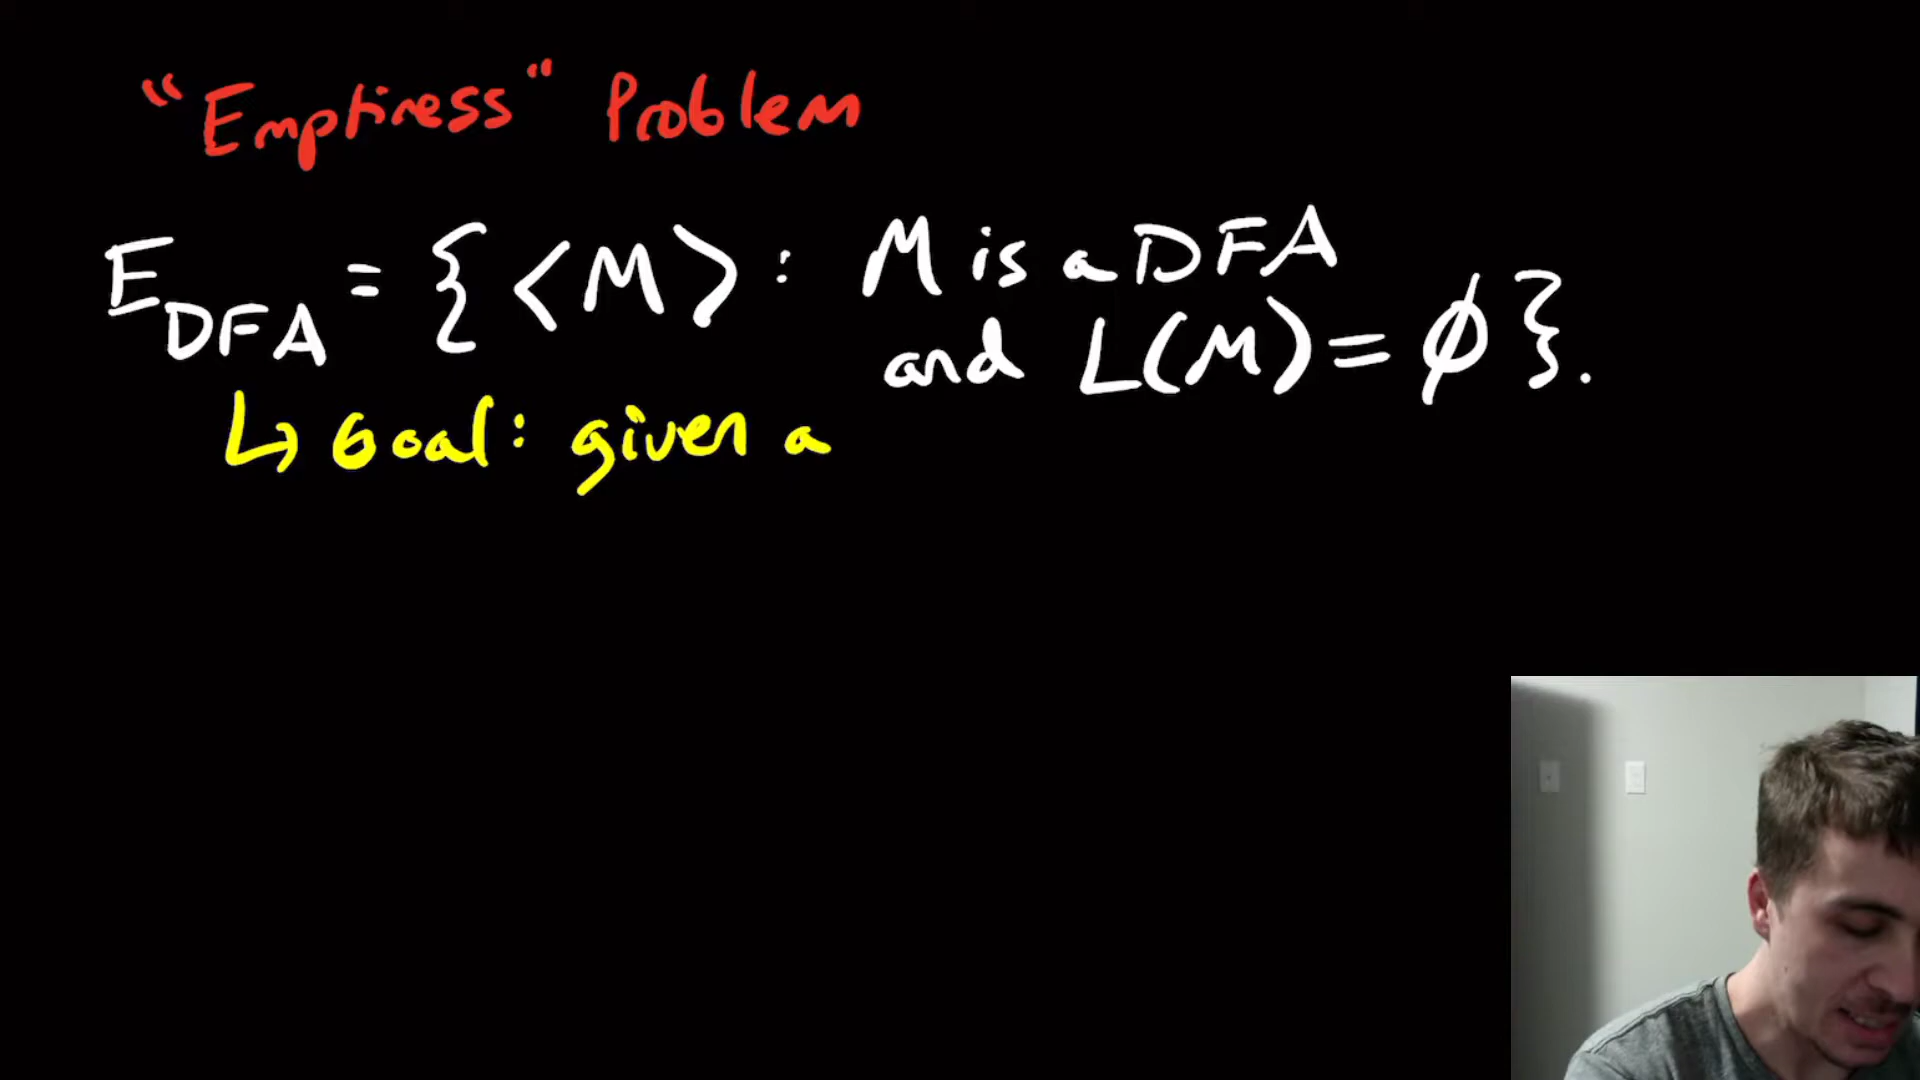 “Emptiness“ Problem
E_DFA = {<M> : M is a DFA
and L(M) = ∅}.
↳ Goal: given a